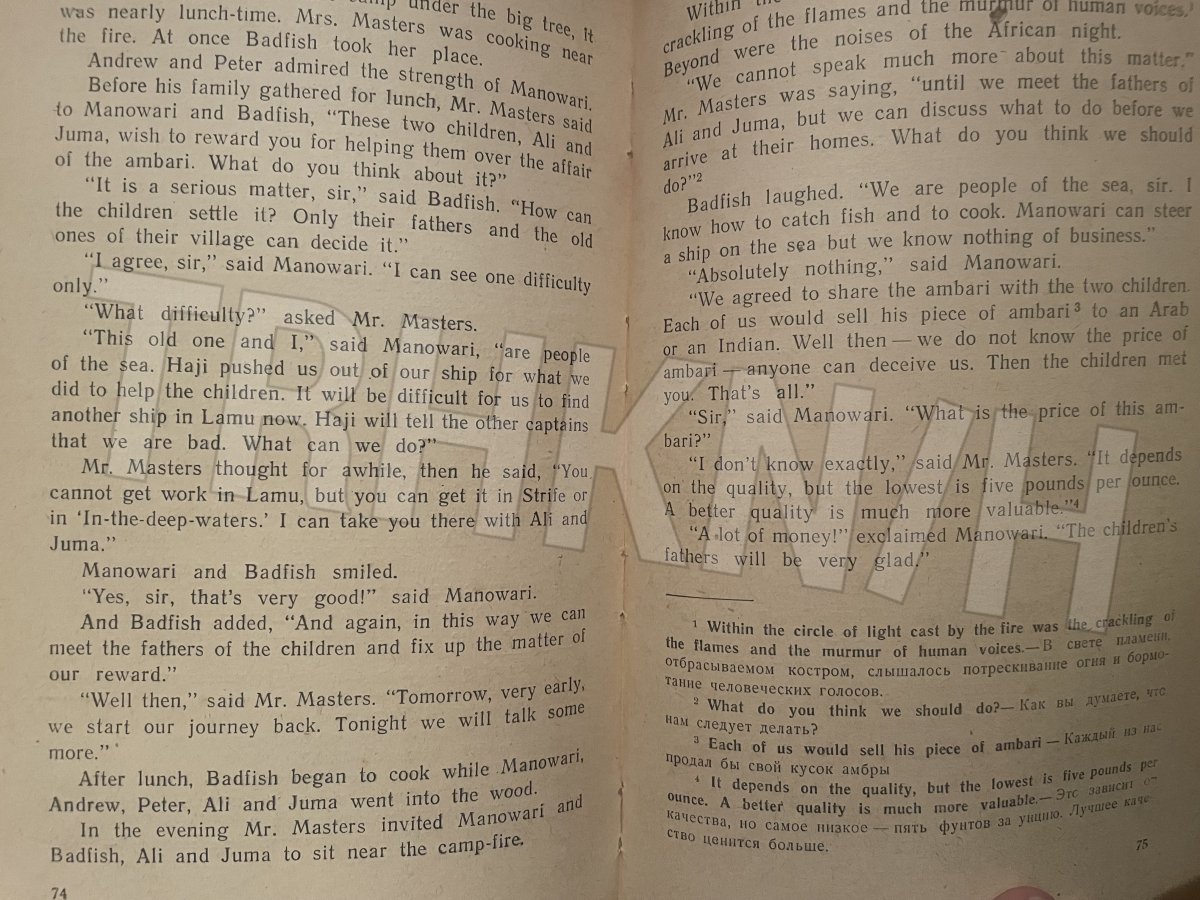 under the big tree, it
was nearly lunch-time. Mrs. Masters was cooking near
the fire. At once Badfish took her place.
Andrew and Peter admired the strength of Manowari.
Before his family gathered for lunch, Mr. Masters said
to Manowari and Badfish, “These two children, Ali and
Juma, wish to reward you for helping them over the affair
of the ambari. What do you think about it?”
“It is a serious matter, sir,” said Badfish. “How can
the children settle it? Only their fathers and the old
ones of their village can decide it.”
“I agree, sir,” said Manowari. “I can see one difficulty
only.”
“What difficulty?” asked Mr. Masters.
“This old one and I,” said Manowari, “are people
of the sea. Haji pushed us out of our ship for what we
did to help the children. It will be difficult for us to find
another ship in Lamu now. Haji will tell the other captains
that we are bad. What can we do?”
Mr. Masters thought for awhile, then he said, “You
cannot get work in Lamu, but you can get it in Strife or
in ‘In-the-deep-waters.’ I can take you there with Ali and
Juma.”
Manowari and Badfish smiled.
“Yes, sir, that’s very good!” said Manowari.
And Badfish added, “And again, in this way we can
meet the fathers of the children and fix up the matter of
our reward.”
“Well then,” said Mr. Masters. “Tomorrow, very early,
we start our journey back. Tonight we will talk some
more.”
After lunch, Badfish began to cook while Manowari,
Andrew, Peter, Ali and Juma went into the wood.
In the evening Mr. Masters invited Manowari and
Badfish, Ali and Juma to sit near the camp-fire.
74
Within the
crackling of the flames and the murmur of human voices.¹
Beyond were the noises of the African night.
“We cannot speak much more about this matter,”
Mr. Masters was saying, “until we meet the fathers of
Ali and Juma, but we can discuss what to do before we
arrive at their homes. What do you think we should
do?”²
Badfish laughed. “We are people of the sea, sir. I
know how to catch fish and to cook. Manowari can steer
a ship on the sea but we know nothing of business.”
“Absolutely nothing,” said Manowari.
“We agreed to share the ambari with the two children.
Each of us would sell his piece of ambari³ to an Arab
or an Indian. Well then — we do not know the price of
ambari — anyone can deceive us. Then the children met
you. That’s all.”
“Sir,” said Manowari. “What is the price of this am-
bari?”
“I don’t know exactly,” said Mr. Masters. “It depends
on the quality, but the lowest is five pounds per ounce.
A better quality is much more valuable.”⁴
“A lot of money!” exclaimed Manowari. “The children’s
fathers will be very glad.”
¹ Within the circle of light cast by the fire was the crackling of
the flames and the murmur of human voices.— В свете пламени,
отбрасываемом костром, слышалось потрескивание огня и бормо-
тание человеческих голосов.
² What do you think we should do?— Как вы думаете, что
нам следует делать?
³ Each of us would sell his piece of ambari — Каждый из нас
продал бы свой кусок амбры
⁴ It depends on the quality, but the lowest is five pounds per
ounce. A better quality is much more valuable.— Это зависит от
качества, но самое низкое — пять фунтов за унцию. Лучшее каче-
ство ценится больше.
75
TRHKN/H